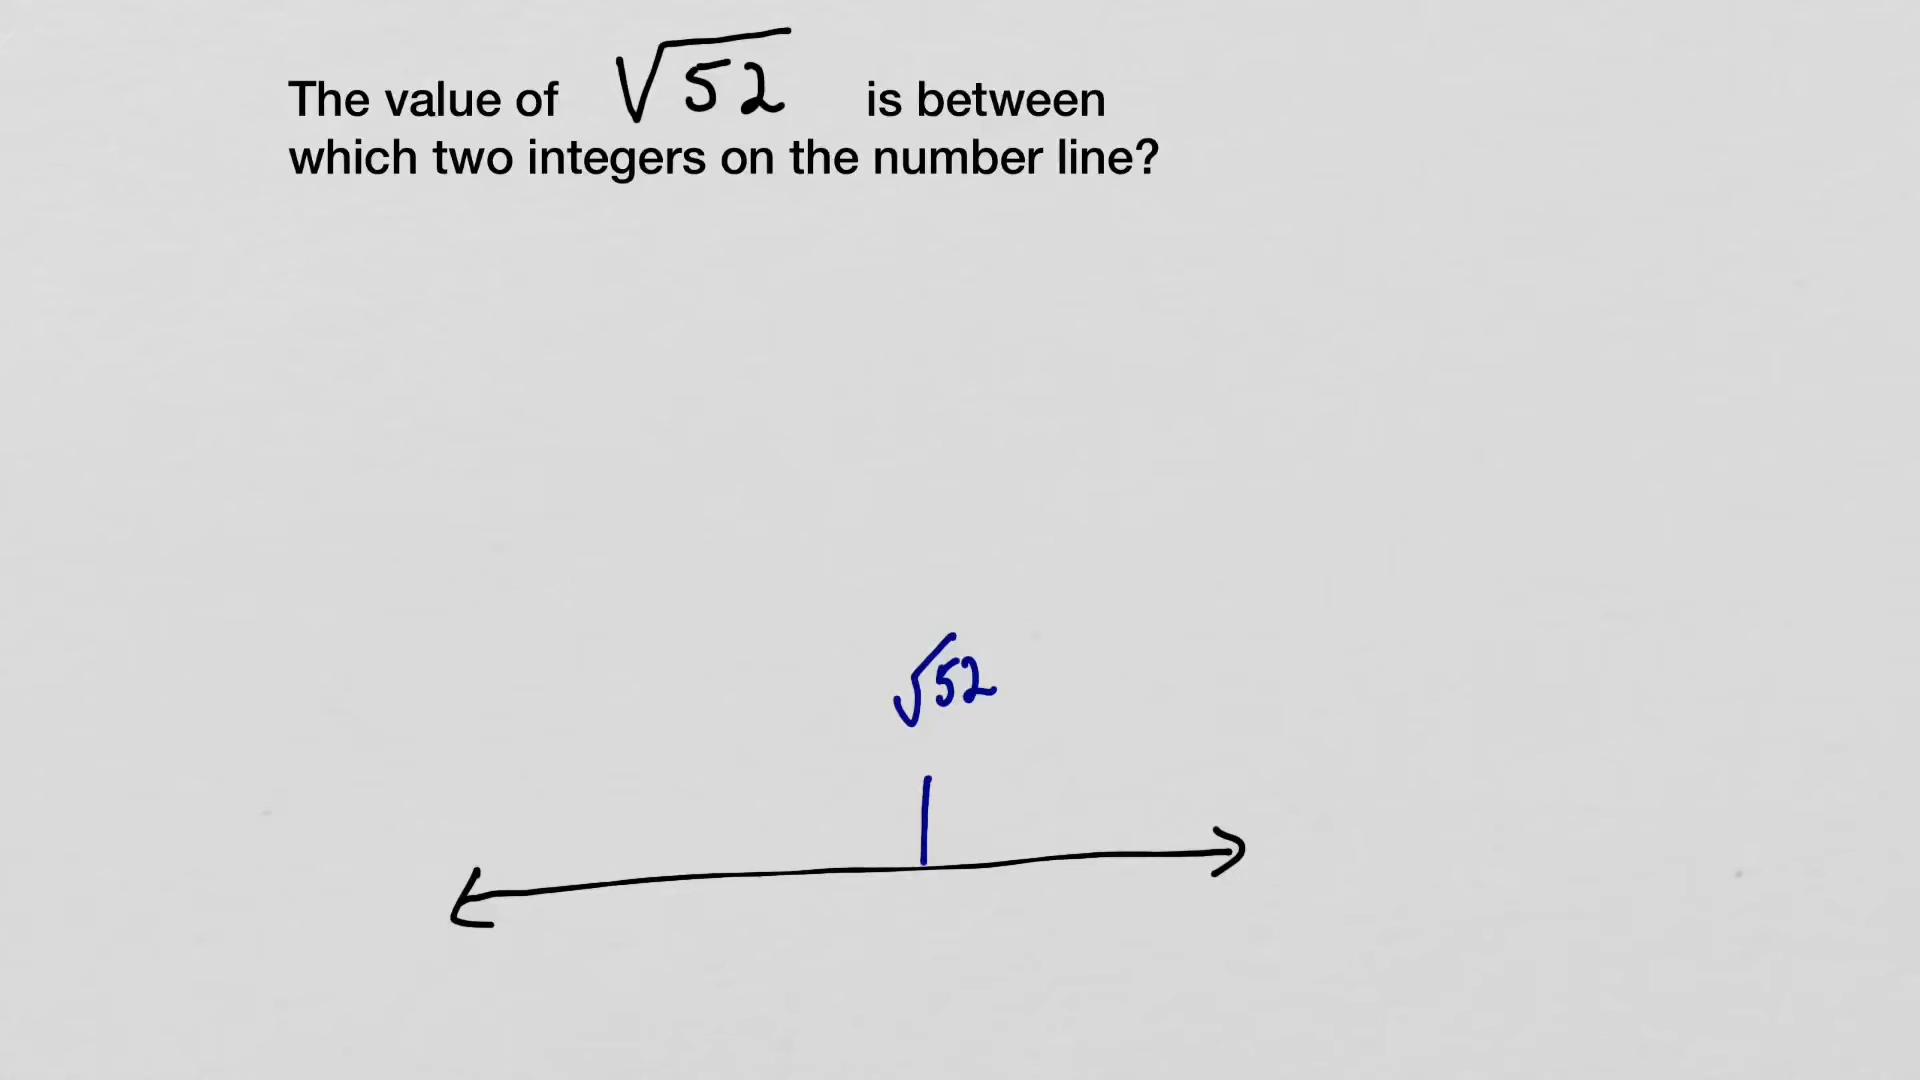 The value of √52 is between
which two integers on the number line?
√52